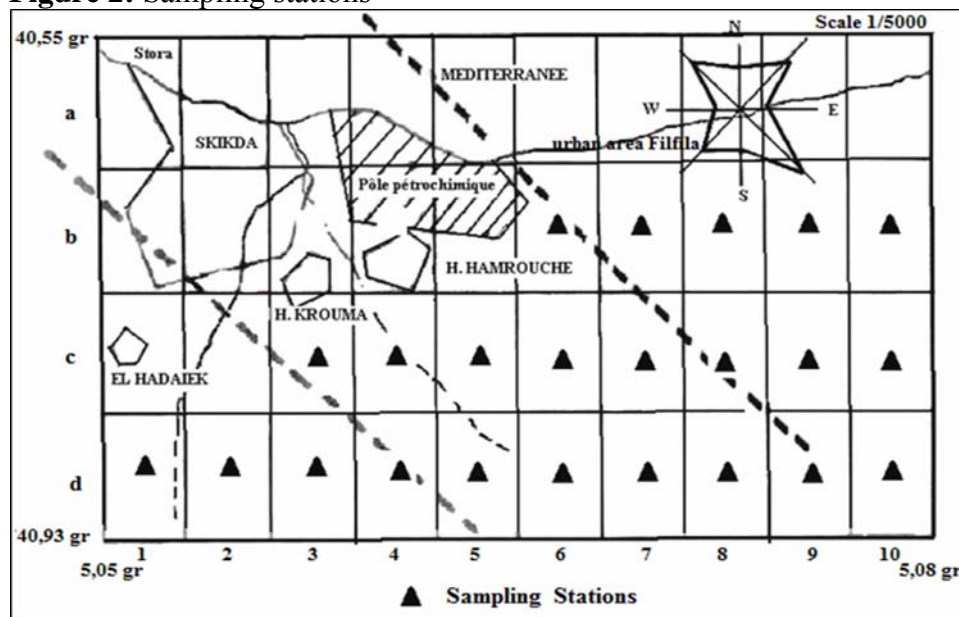 Figure 2: Sampling stations
40,55 gr
Scale 1/5000
N
Stora
MEDITERRANEE
a
W
E
SKIKDA
urban area Filfila
Pôle pétrochimique
S
b
H. HAMROUCHE
H. KROUMA
c
EL HADAIEK
d
40,93 gr
1 2 3 4 5 6 7 8 9 10
5,05 gr
5,08 gr
Sampling Stations